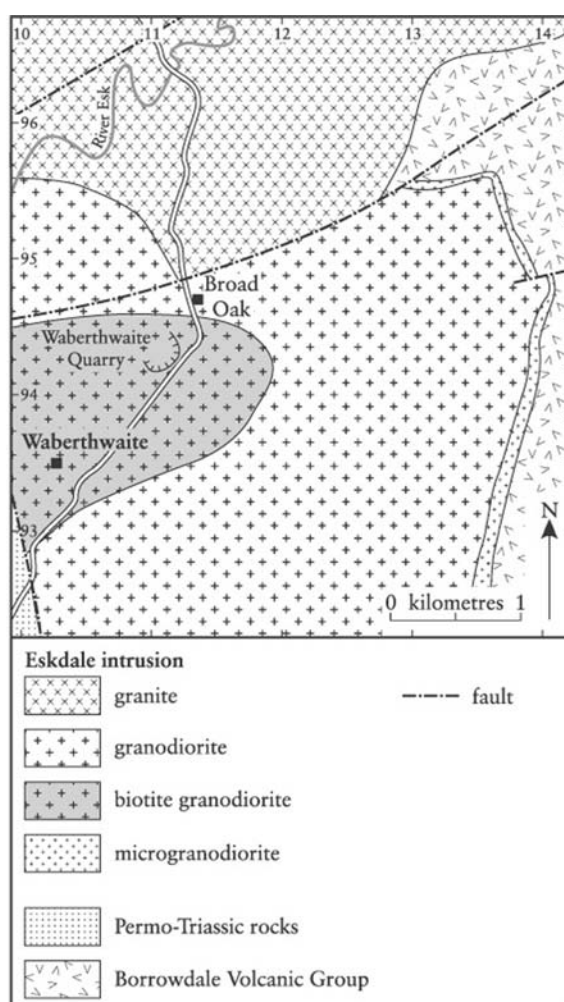 10 11 12 13 14
96
River Esk
95
Broad
Oak
Waberthwaite
Quarry
94
Waberthwaite
93
N
0 kilometres 1
Eskdale intrusion
granite
fault
granodiorite
biotite granodiorite
microgranodiorite
Permo-Triassic rocks
Borrowdale Volcanic Group